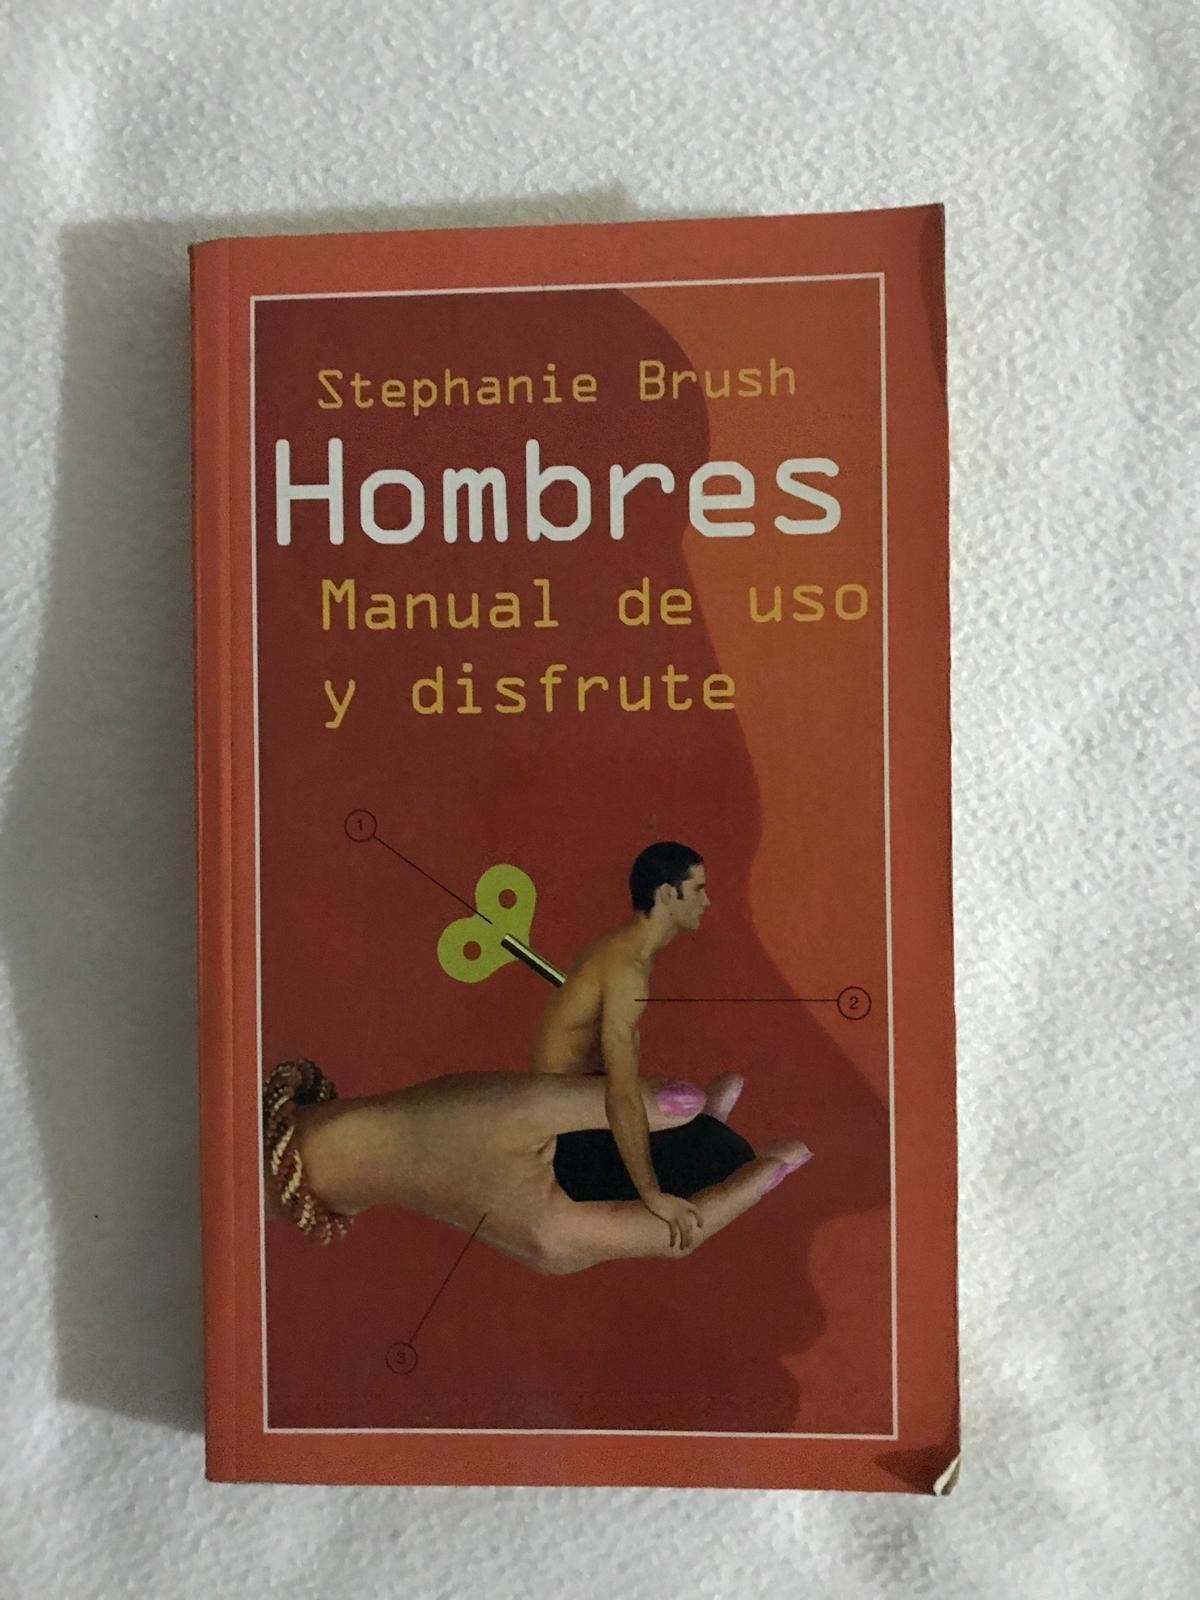 Stephanie Brush
Hombres
Manual de uso
y disfrute
1
2
3